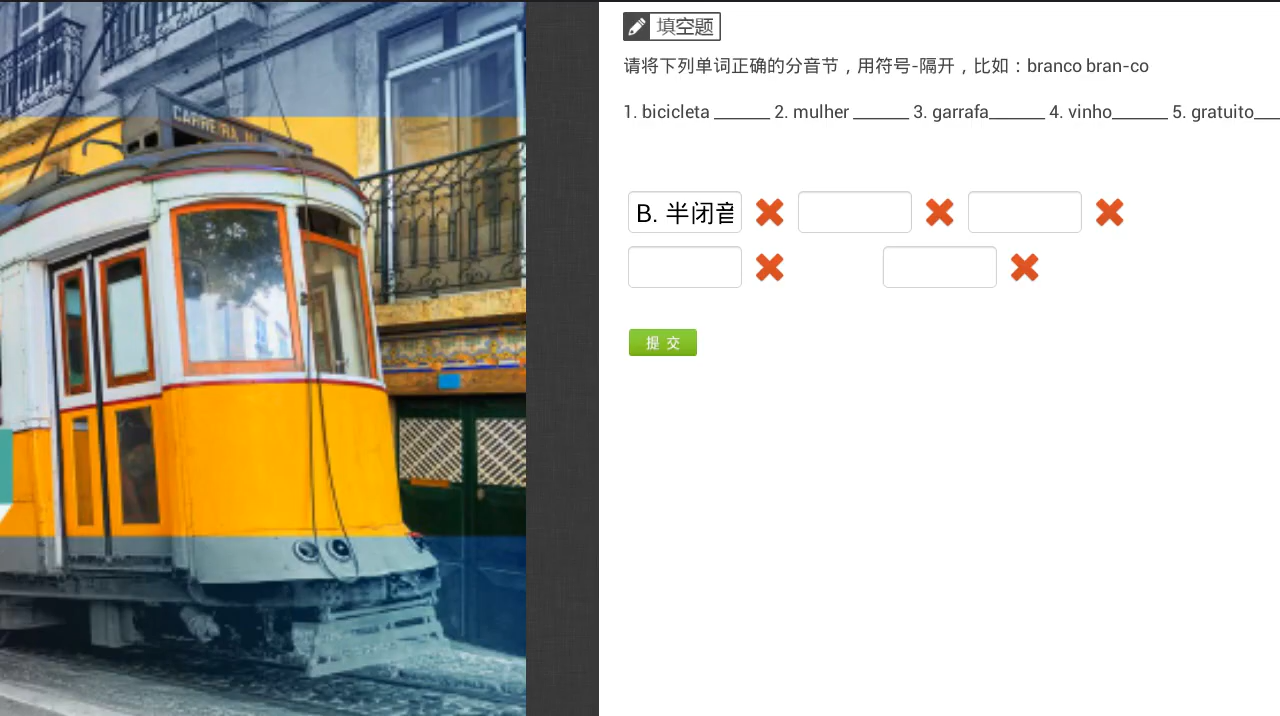 填空题
请将下列单词正确的分音节，用符号-隔开，比如：branco bran-co
1. bicicleta ______ 2. mulher ______ 3. garrafa______ 4. vinho______ 5. gratuito___
B. 半闭音
提 交